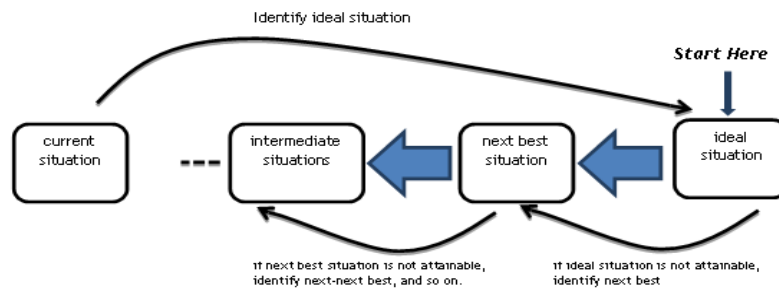 Identify ideal situation
Start Here
current
situation
intermediate
situations
next best
situation
ideal
situation
If next best situation is not attainable,
identify next-next best, and so on.
If ideal situation is not attainable,
identify next best